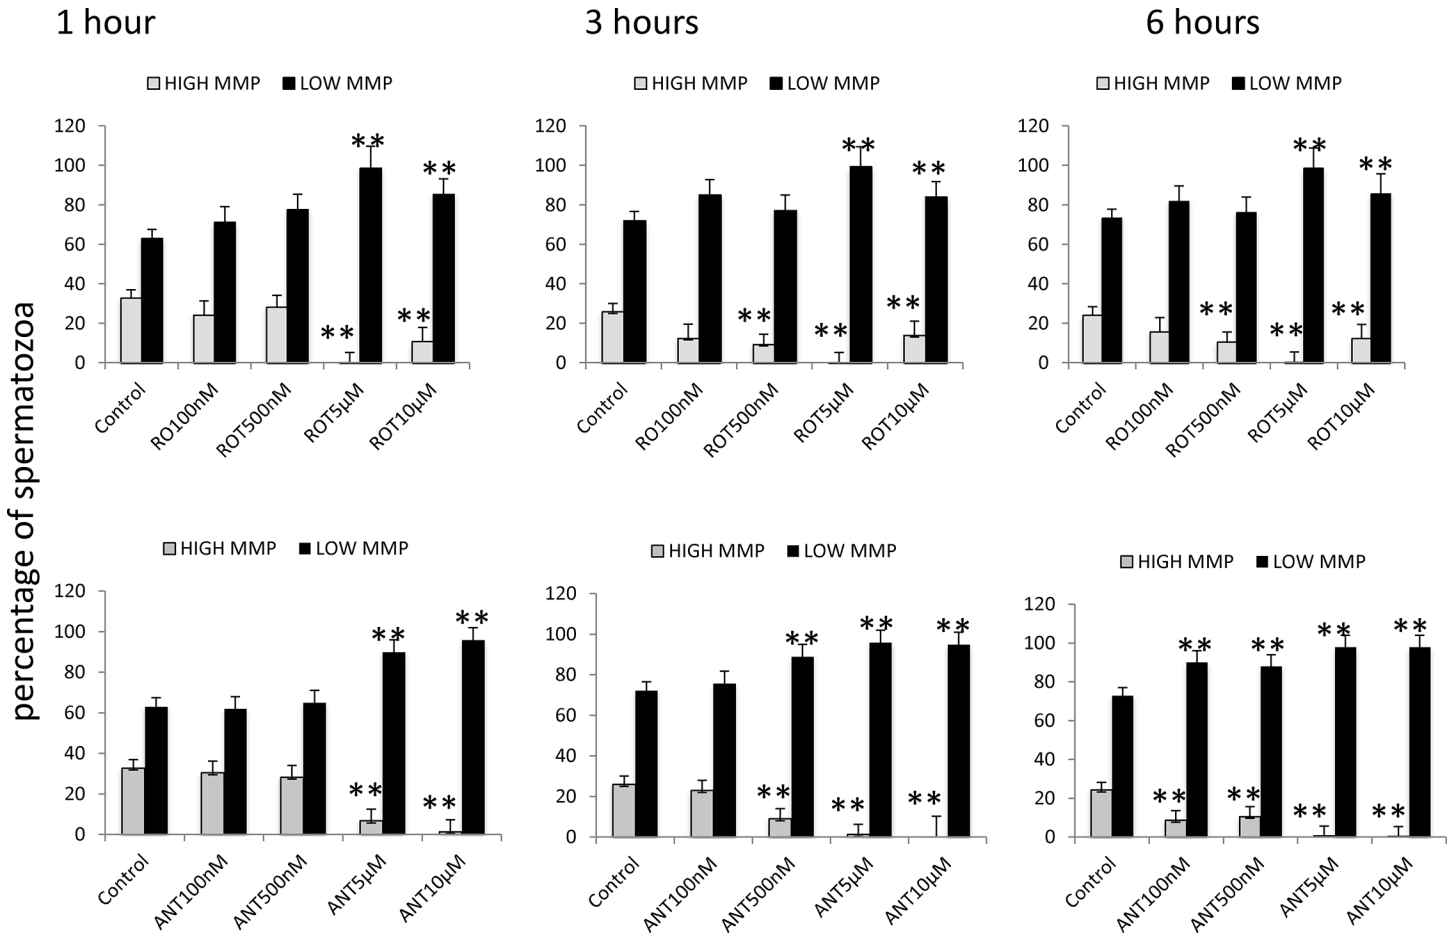 1 hour
3 hours
6 hours
HIGH MMP LOW MMP
HIGH MMP LOW MMP
HIGH MMP LOW MMP
120
100
80
60
40
20
0
**
**
**
**
Control
RO100nM
ROT500nM
ROT5µM
ROT10µM
120
100
80
60
40
20
0
**
**
**
**
**
Control
RO100nM
ROT500nM
ROT5µM
ROT10µM
120
100
80
60
40
20
0
**
**
**
**
**
Control
RO100nM
ROT500nM
ROT5µM
ROT10µM
percentage of spermatozoa
HIGH MMP LOW MMP
HIGH MMP LOW MMP
HIGH MMP LOW MMP
120
100
80
60
40
20
0
**
**
**
**
Control
ANT100nM
ANT500nM
ANT5µM
ANT10µM
120
100
80
60
40
20
0
**
**
**
**
**
**
Control
ANT100nM
ANT500nM
ANT5µM
ANT10µM
120
100
80
60
40
20
0
**
**
**
**
**
**
**
**
Control
ANT100nM
ANT500nM
ANT5µM
ANT10µM